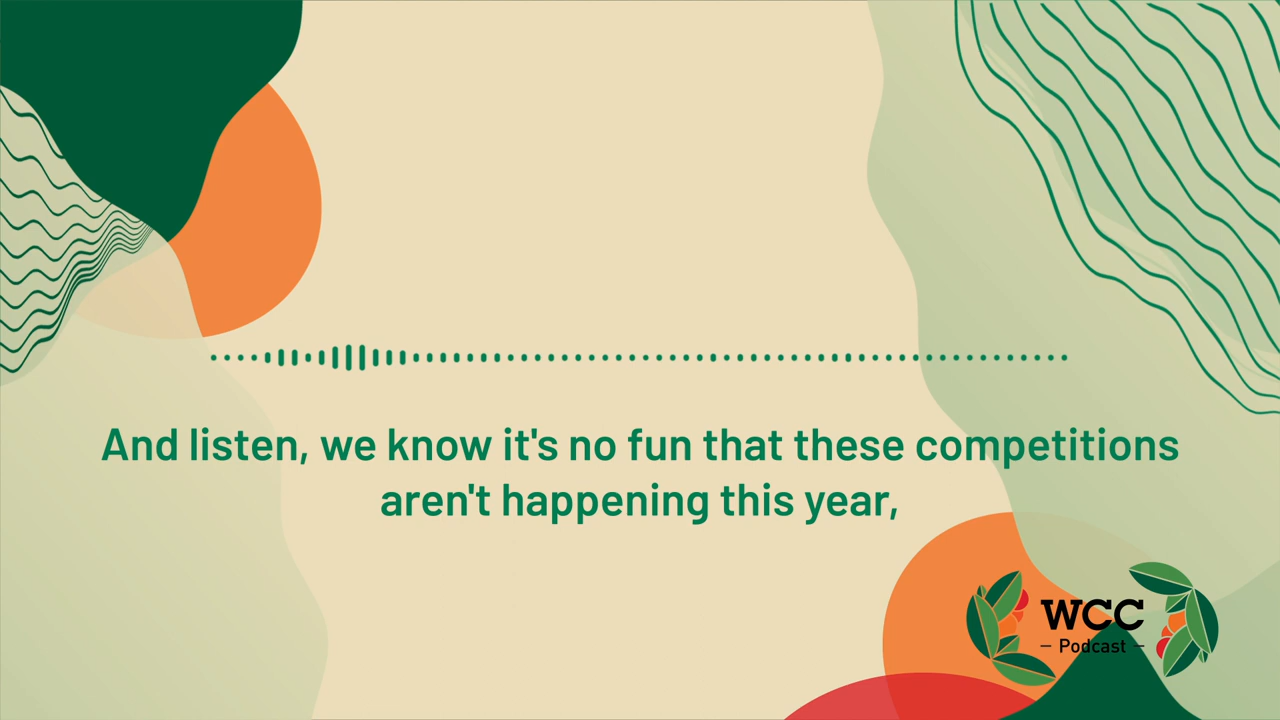 And listen, we know it's no fun that these competitions
aren't happening this year,
WCC
– Podcast –